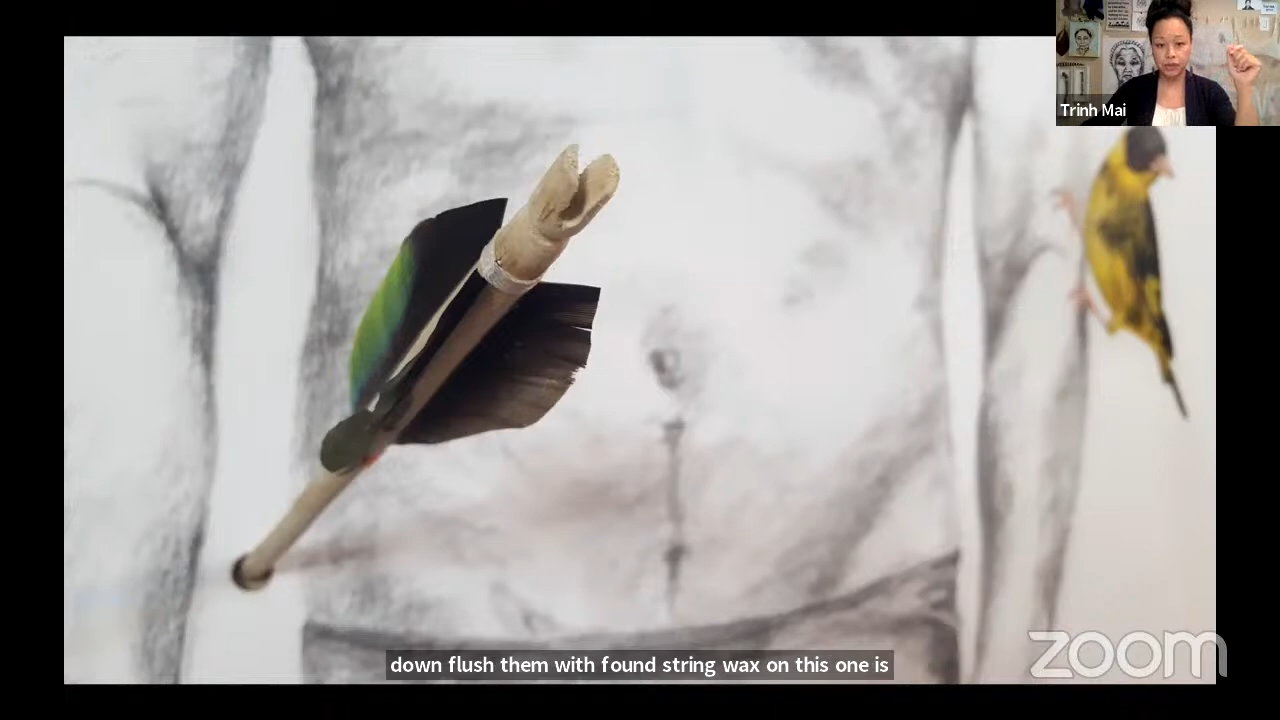 Trinh Mai
down flush them with found string wax on this one is
zoom